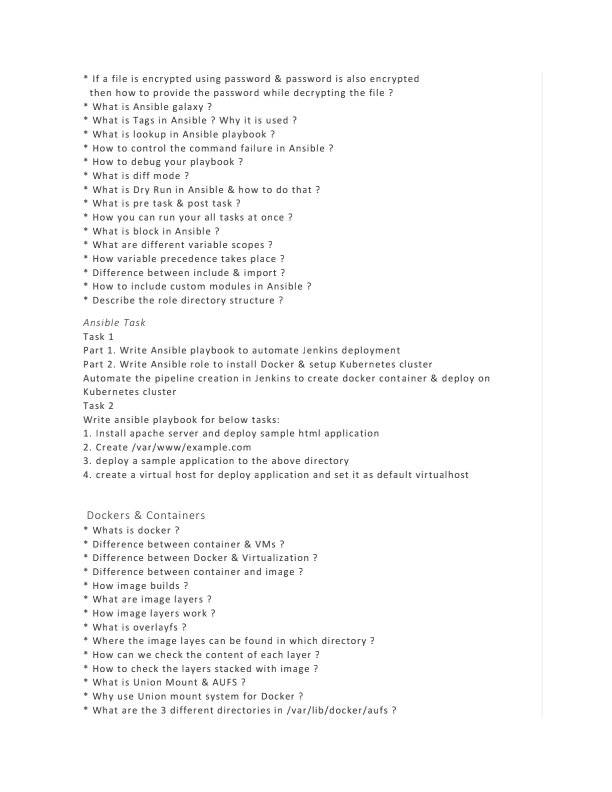 * If a file is encrypted using password & password is also encrypted
then how to provide the password while decrypting the file ?
* What is Ansible galaxy ?
* What is Tags in Ansible ? Why it is used ?
* What is lookup in Ansible playbook ?
* How to control the command failure in Ansible ?
* How to debug your playbook ?
* What is diff mode ?
* What is Dry Run in Ansible & how to do that ?
* What is pre task & post task ?
* How you can run your all tasks at once ?
* What is block in Ansible ?
* What are different variable scopes ?
* How variable precedence takes place ?
* Difference between include & import ?
* How to include custom modules in Ansible ?
* Describe the role directory structure ?
Ansible Task
Task 1
Part 1. Write Ansible playbook to automate Jenkins deployment
Part 2. Write Ansible role to install Docker & setup Kubernetes cluster
Automate the pipeline creation in Jenkins to create docker container & deploy on
Kubernetes cluster
Task 2
Write ansible playbook for below tasks:
1. Install apache server and deploy sample html application
2. Create /var/www/example.com
3. deploy a sample application to the above directory
4. create a virtual host for deploy application and set it as default virtualhost
Dockers & Containers
* Whats is docker ?
* Difference between container & VMs ?
* Difference between Docker & Virtualization ?
* Difference between container and image ?
* How image builds ?
* What are image layers ?
* How image layers work ?
* What is overlayfs ?
* Where the image layes can be found in which directory ?
* How can we check the content of each layer ?
* How to check the layers stacked with image ?
* What is Union Mount & AUFS ?
* Why use Union mount system for Docker ?
* What are the 3 different directories in /var/lib/docker/aufs ?